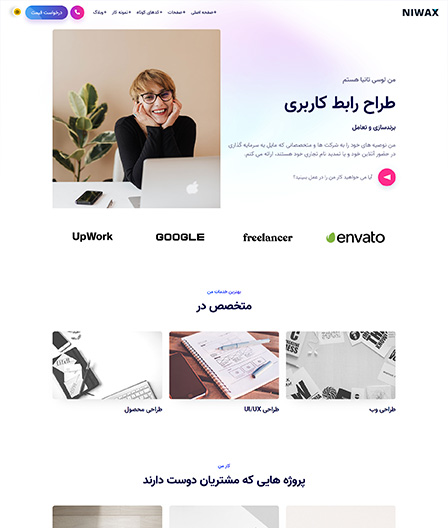 NIWAX
صفحه اصلی
صفحات
کدهای کوتاه
نمونه کار
وبلاگ
درخواست قیمت
من لوسی تانیا هستم
طراح رابط کاربری
برندسازی و تعامل
من توصیه های خود را به شرکت ها و متخصصانی که مایل به سرمایه گذاری
در حضور آنلاین خود و یا تمدید نام تجاری خود هستند، ارائه می کنم.
آیا می خواهید کار من را در عمل ببینید؟
envato
freelancer
GOOGLE
UpWork
بهترین خدمات من
متخصص در
طراحی وب
طراحی UI/UX
طراحی محصول
کار من
پروژه هایی که مشتریان دوست دارند